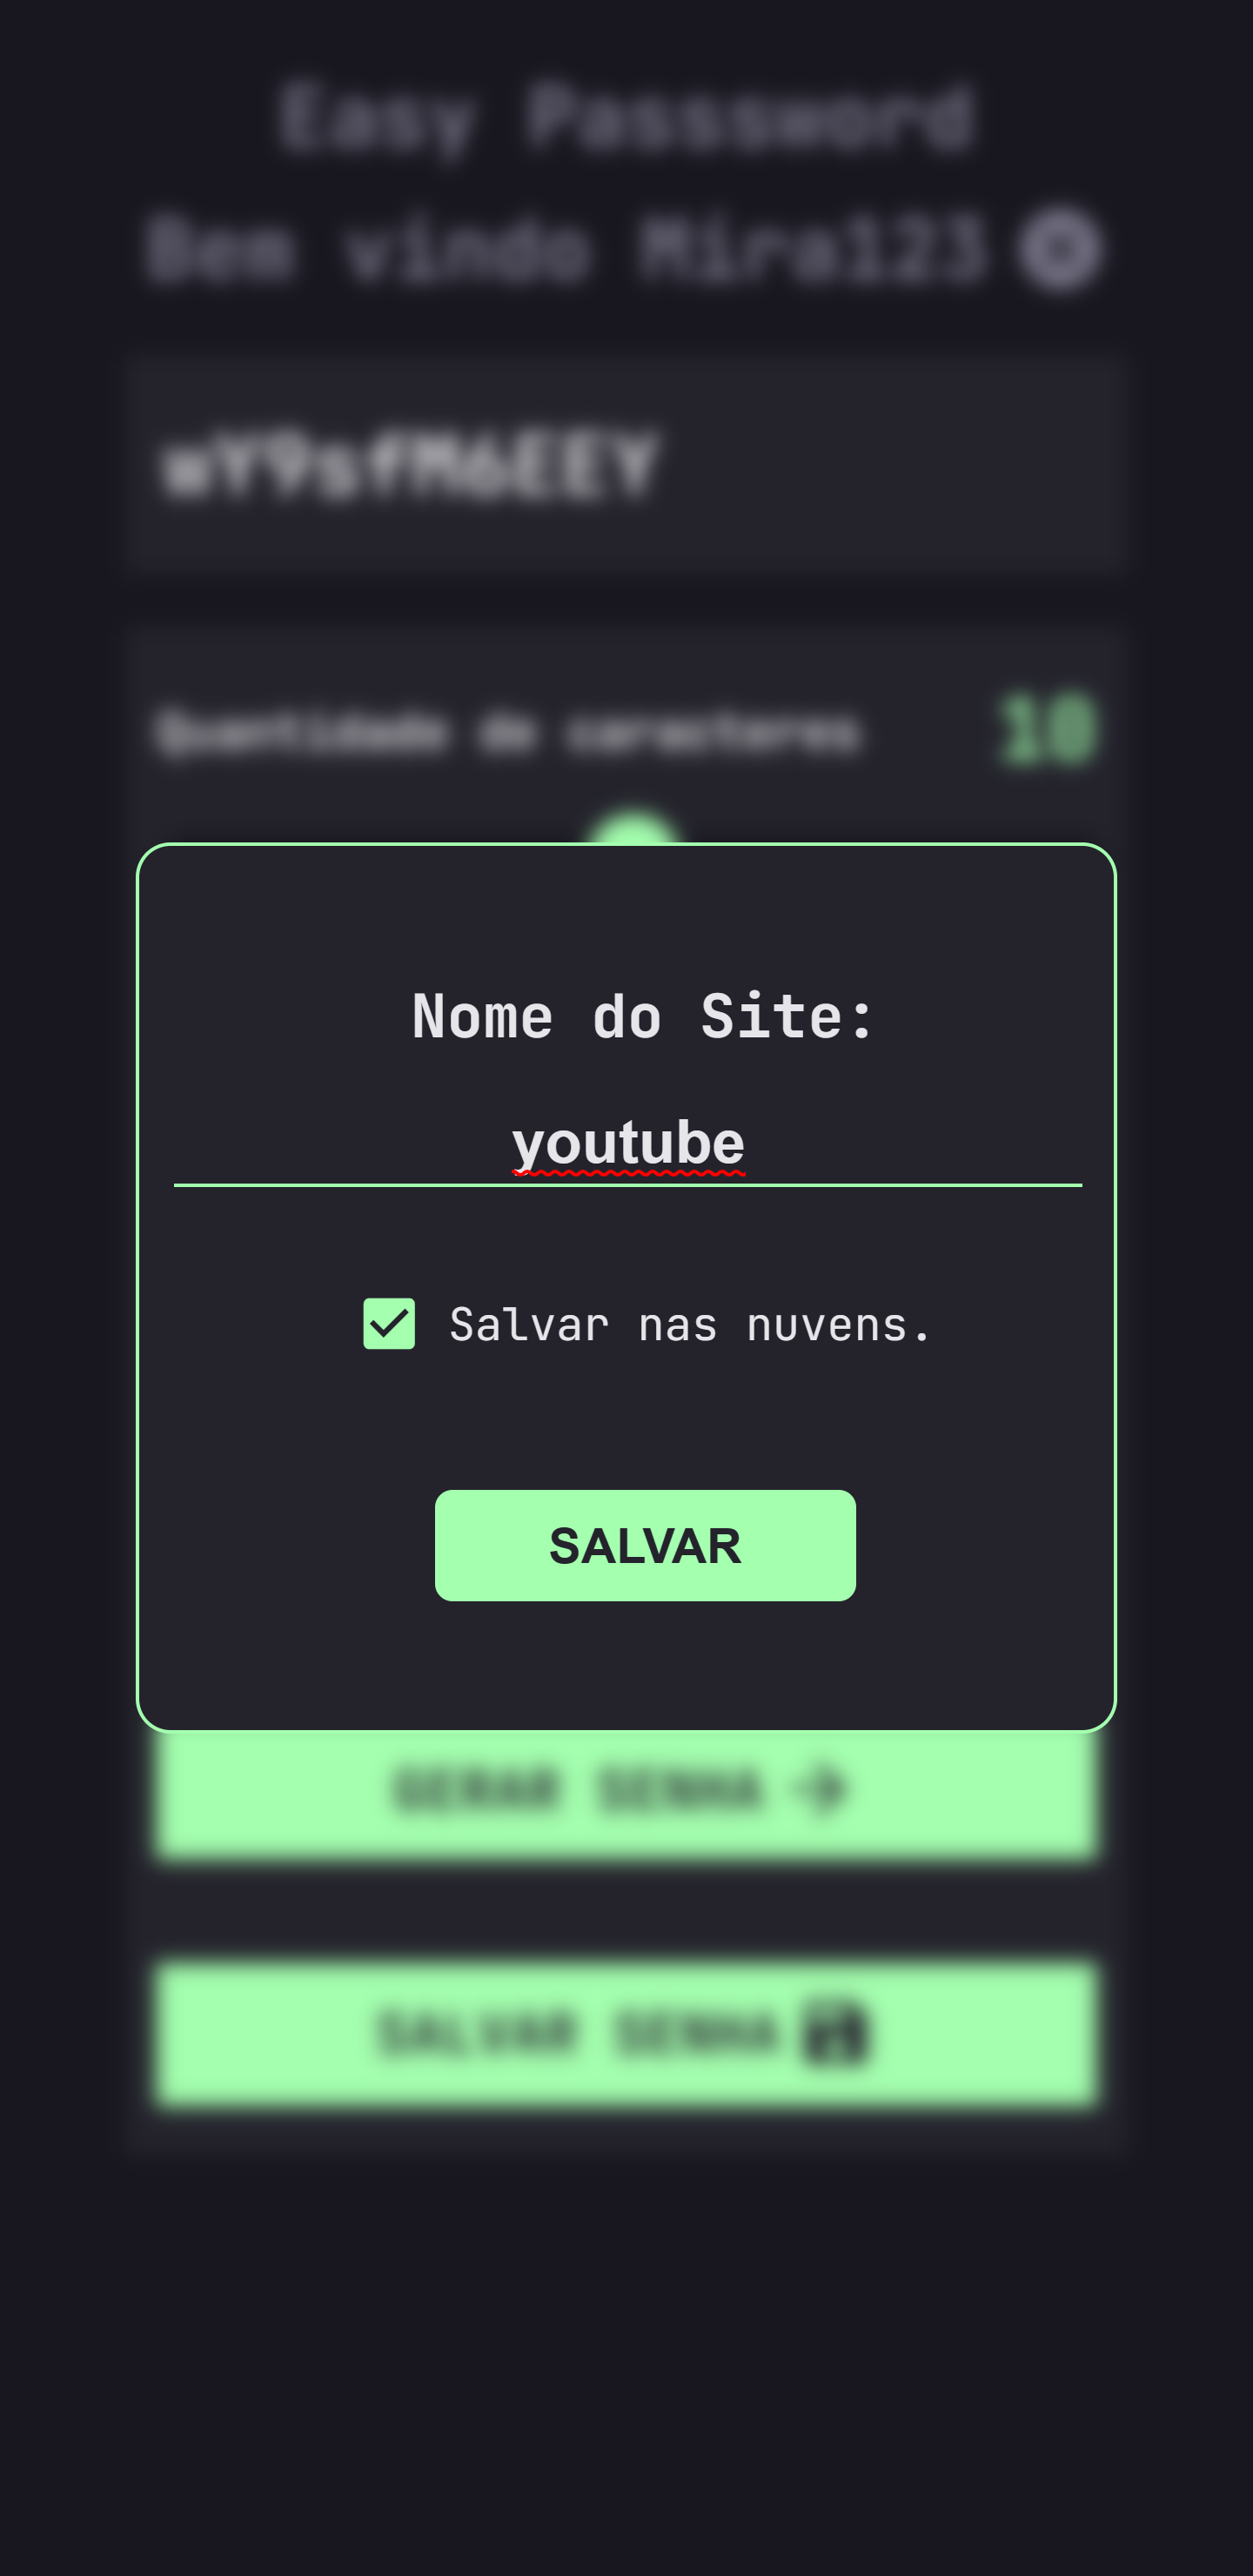 Easy Passsword
Bem vindo Mira123
wY9sfM6EEY
Quantidade de caracteres 10
Nome do Site:
youtube
Salvar nas nuvens.
SALVAR
GERAR SENHA →
SALVAR SENHA